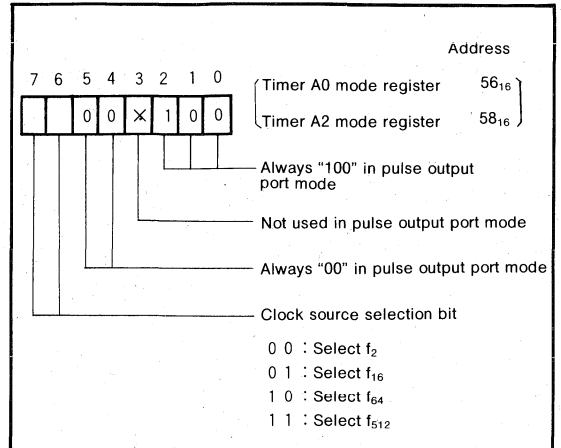 Address
7 6 5 4 3 2 1 0
Timer A0 mode register 56₁₆
0 0 × 1 0 0
Timer A2 mode register 58₁₆
Always "100" in pulse output
port mode
Not used in pulse output port mode
Always "00" in pulse output port mode
Clock source selection bit
0 0 : Select f₂
0 1 : Select f₁₆
1 0 : Select f₆₄
1 1 : Select f₅₁₂